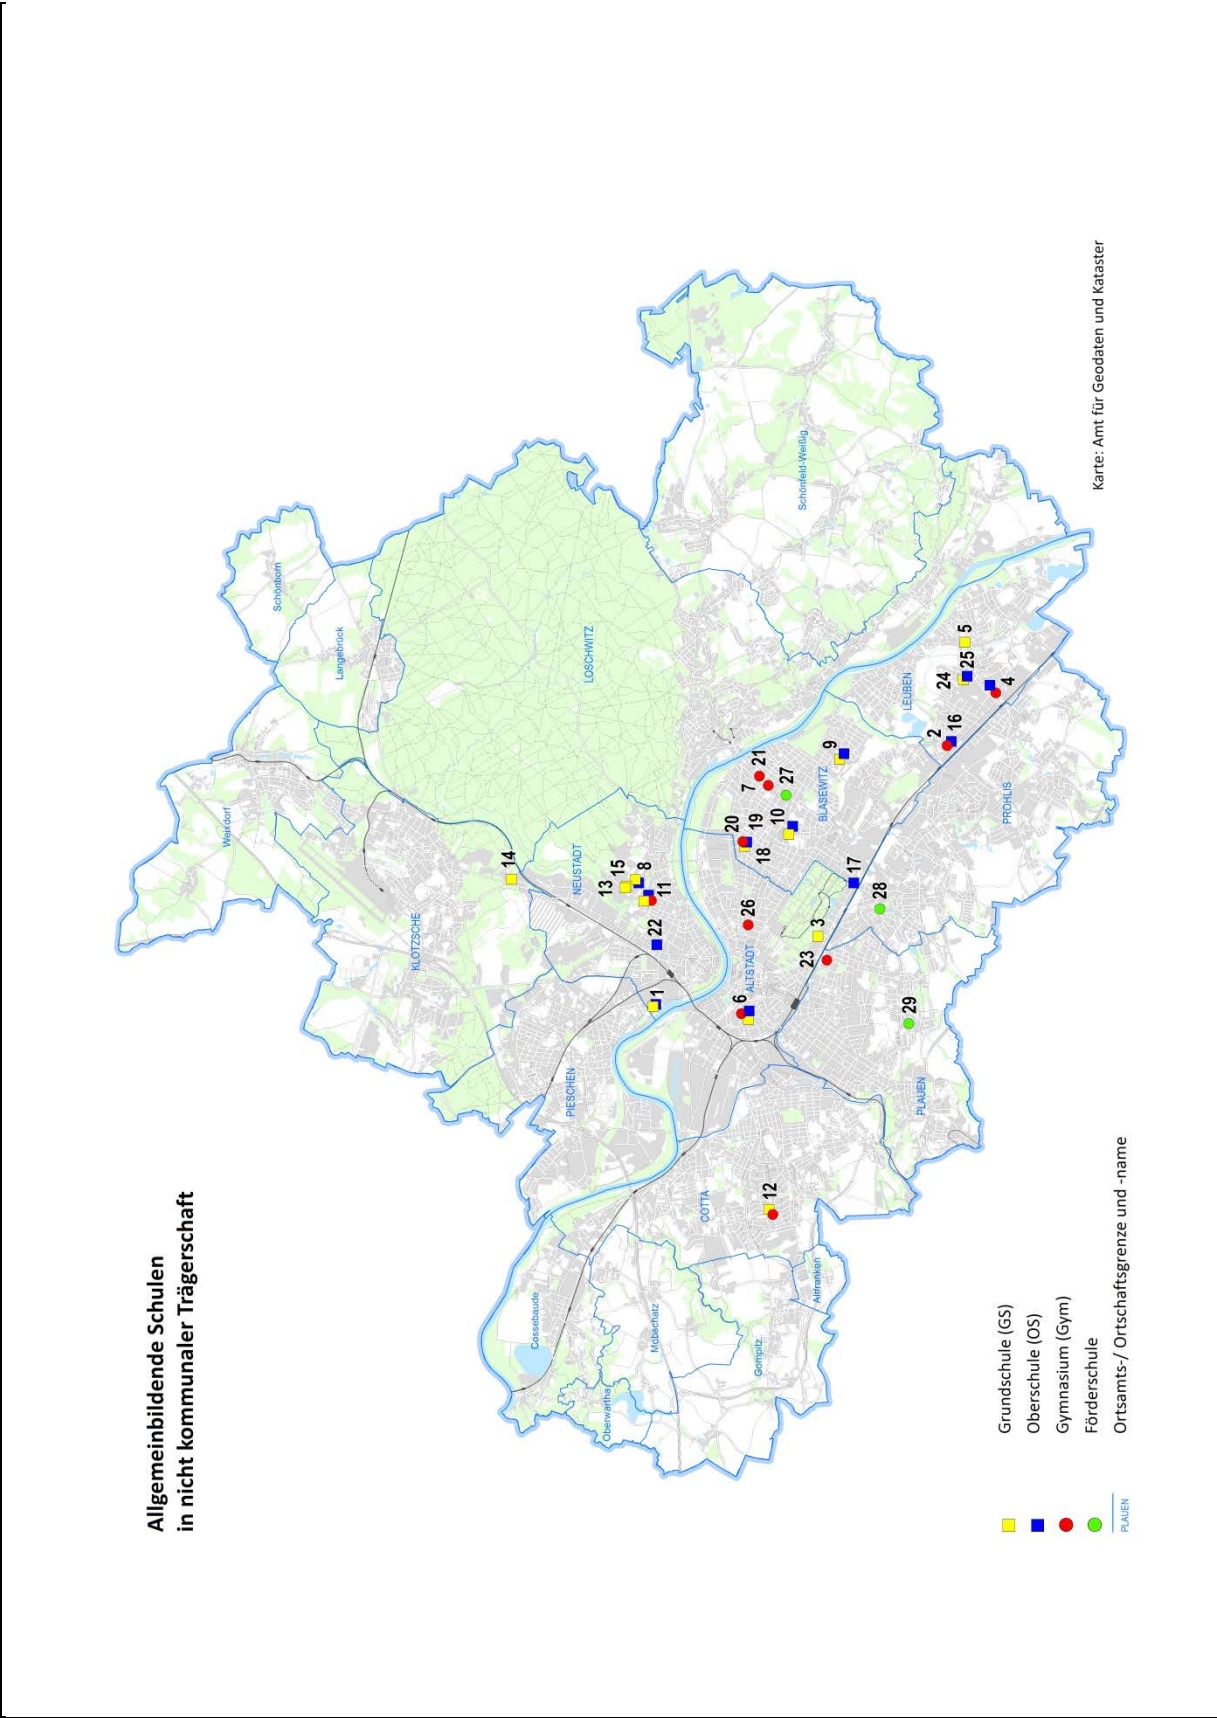 Allgemeinbildende Schulen
in nicht kommunaler Trägerschaft
Weixdorf
Schönborn
Langebrück
KLOTZSCHE
LOSCHWITZ
NEUSTADT
PIESCHEN
Schönfeld-Weißig
Cossebaude
Oberwartha
Mobschatz
Gompitz
Altfranken
COTTA
ALTSTADT
BLASEWITZ
LEUBEN
PROHLIS
PLAUEN
14
13
15
8
11
22
1
20
19
18
21
7
27
10
9
26
6
3
23
17
28
29
12
2
16
24
25
5
4
Grundschule (GS)
Oberschule (OS)
Gymnasium (Gym)
Förderschule
PLAUEN Ortsamts-/ Ortschaftsgrenze und -name
Karte: Amt für Geodaten und Kataster